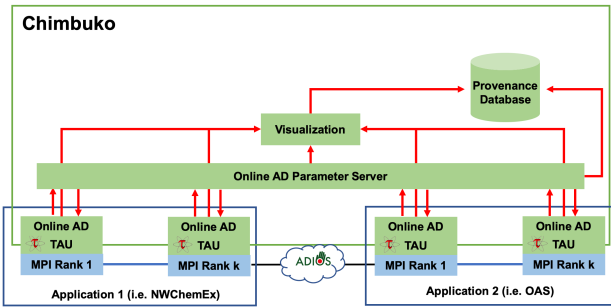 Chimbuko
Provenance
Database
Visualization
Online AD Parameter Server
Online AD
τ TAU
MPI Rank 1
Online AD
τ TAU
MPI Rank k
ADIOS
Online AD
τ TAU
MPI Rank 1
Online AD
τ TAU
MPI Rank k
Application 1 (i.e. NWChemEx)
Application 2 (i.e. OAS)